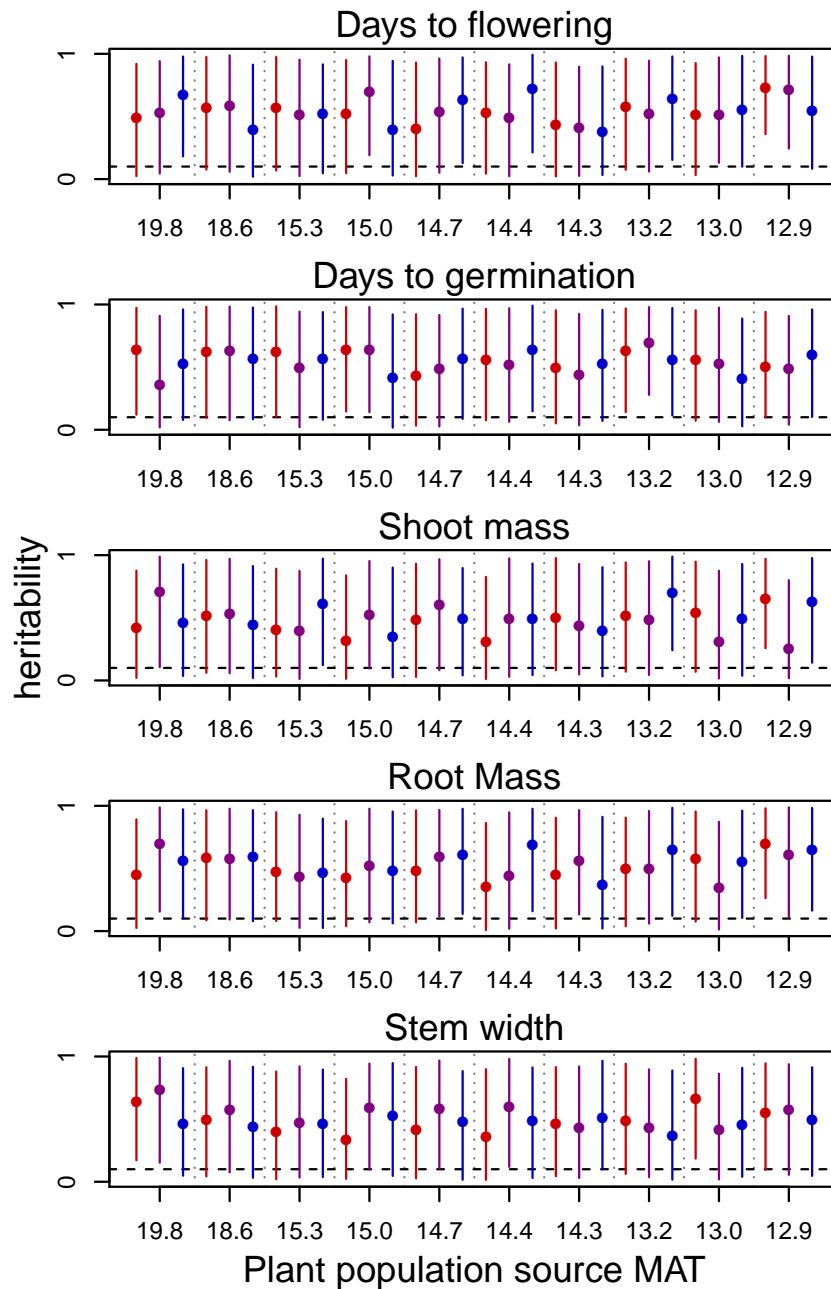 Days to flowering
1
0
19.8 18.6 15.3 15.0 14.7 14.4 14.3 13.2 13.0 12.9
Days to germination
1
0
19.8 18.6 15.3 15.0 14.7 14.4 14.3 13.2 13.0 12.9
Shoot mass
1
0
heritability
19.8 18.6 15.3 15.0 14.7 14.4 14.3 13.2 13.0 12.9
Root Mass
1
0
19.8 18.6 15.3 15.0 14.7 14.4 14.3 13.2 13.0 12.9
Stem width
1
0
19.8 18.6 15.3 15.0 14.7 14.4 14.3 13.2 13.0 12.9
Plant population source MAT